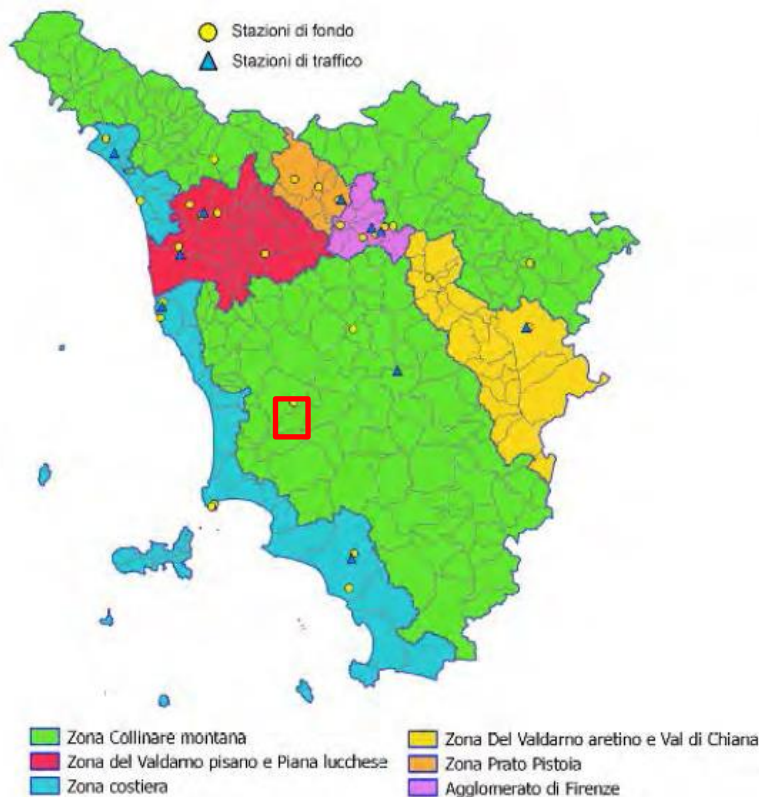 Stazioni di fondo
Stazioni di traffico
Zona Collinare montana
Zona del Valdarno pisano e Piana lucchese
Zona costiera
Zona Del Valdarno aretino e Val di Chiana
Zona Prato Pistoia
Agglomerato di Firenze